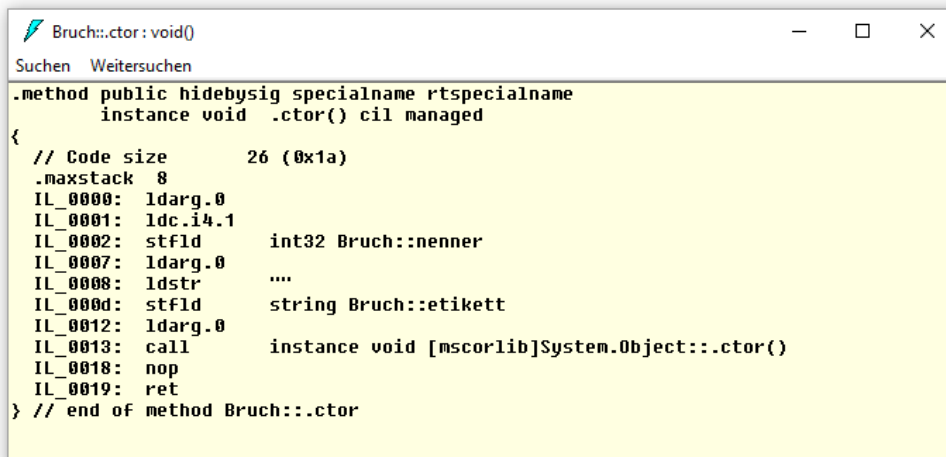 Bruch::.ctor : void()
Suchen Weitersuchen
.method public hidebysig specialname rtspecialname
        instance void  .ctor() cil managed
{
  // Code size       26 (0x1a)
  .maxstack  8
  IL_0000:  ldarg.0
  IL_0001:  ldc.i4.1
  IL_0002:  stfld      int32 Bruch::nenner
  IL_0007:  ldarg.0
  IL_0008:  ldstr      ""
  IL_000d:  stfld      string Bruch::etikett
  IL_0012:  ldarg.0
  IL_0013:  call       instance void [mscorlib]System.Object::.ctor()
  IL_0018:  nop
  IL_0019:  ret
} // end of method Bruch::.ctor